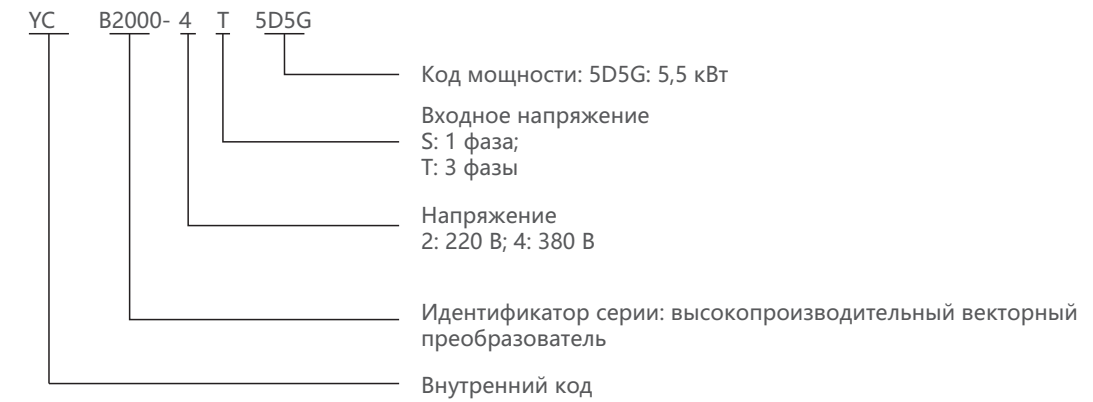 YC B2000- 4 T 5D5G
Код мощности: 5D5G: 5,5 кВт
Входное напряжение
S: 1 фаза;
Т: 3 фазы
Напряжение
2: 220 В; 4: 380 В
Идентификатор серии: высокопроизводительный векторный
преобразователь
Внутренний код